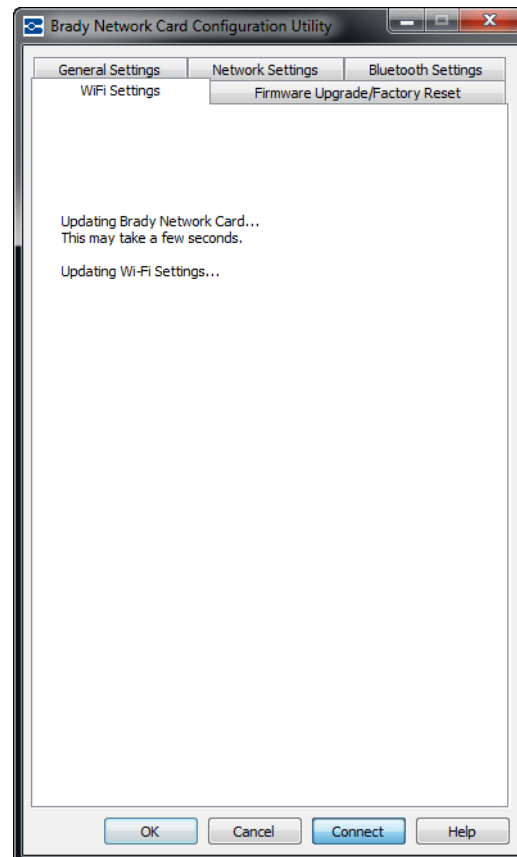 Brady Network Card Configuration Utility
General Settings
Network Settings
Bluetooth Settings
WiFi Settings
Firmware Upgrade/Factory Reset
Updating Brady Network Card...
This may take a few seconds.
Updating Wi-Fi Settings...
OK
Cancel
Connect
Help